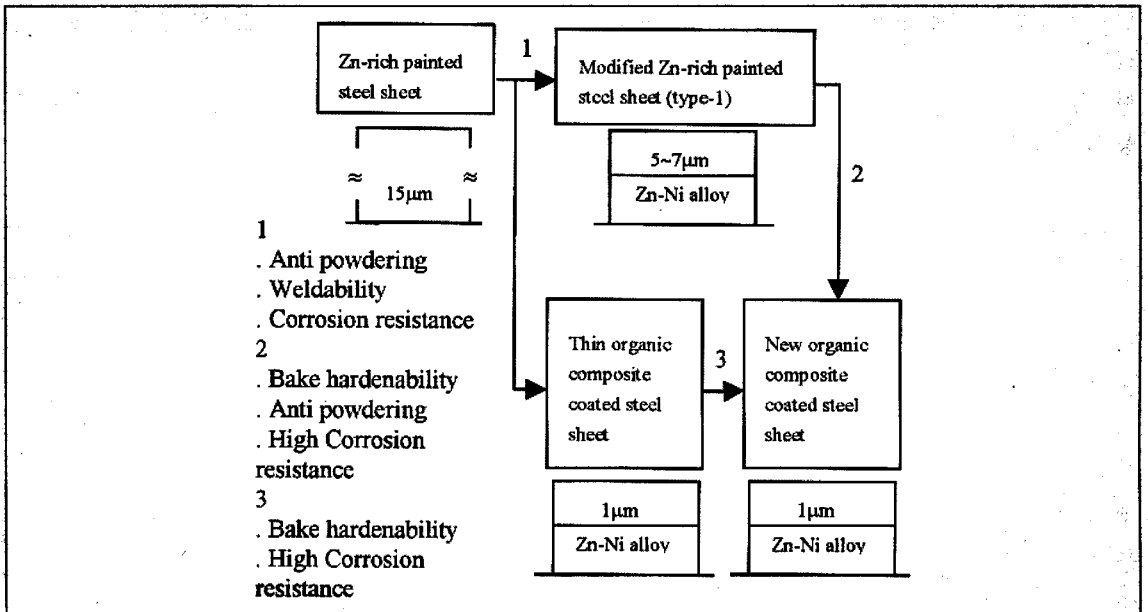 Zn-rich painted
steel sheet
1
Modified Zn-rich painted
steel sheet (type-1)
≈ ≈
15μm
5~7μm
Zn-Ni alloy
2
1
. Anti powdering
. Weldability
. Corrosion resistance
2
. Bake hardenability
. Anti powdering
. High Corrosion
resistance
3
. Bake hardenability
. High Corrosion
resistance
Thin organic
composite
coated steel
sheet
3
New organic
composite
coated steel
sheet
1μm
Zn-Ni alloy
1μm
Zn-Ni alloy